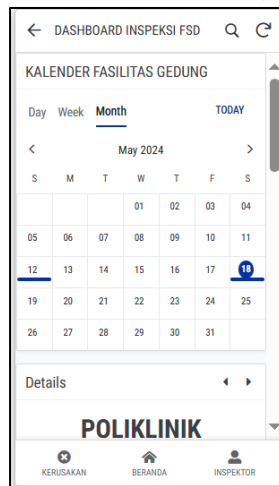 DASHBOARD INSPEKSI FSD
KALENDER FASILITAS GEDUNG
Day Week Month TODAY
May 2024
S M T W T F S
01 02 03 04
05 06 07 08 09 10 11
12 13 14 15 16 17 18
19 20 21 22 23 24 25
26 27 28 29 30 31
Details
POLIKLINIK
KERUSAKAN BERANDA INSPEKTOR